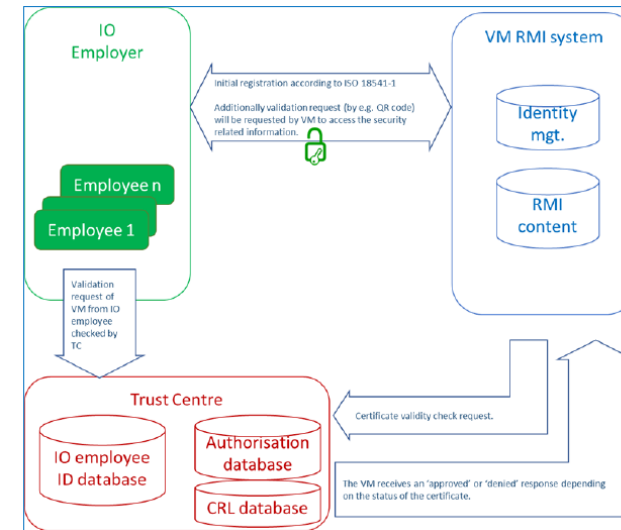 IO
Employer
VM RMI system
Initial registration according to ISO 18541-1
Additionally validation request (by e.g. QR code)
will be requested by VM to access the security
related information.
Identity
mgt.
RMI
content
Employee n
Employee 1
Validation
request of
VM from IO
employee
checked by
TC
Trust Centre
Certificate validity check request.
IO employee
ID database
Authorisation
database
CRL database
The VM receives an 'approved' or 'denied' response depending
on the status of the certificate.